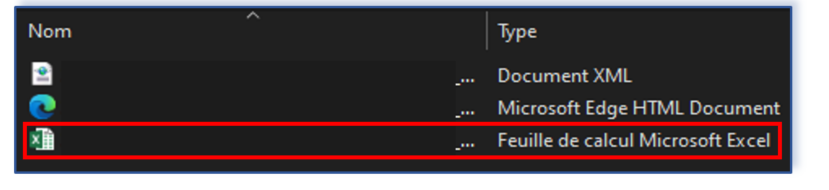 Nom Type
_... Document XML
_... Microsoft Edge HTML Document
_... Feuille de calcul Microsoft Excel